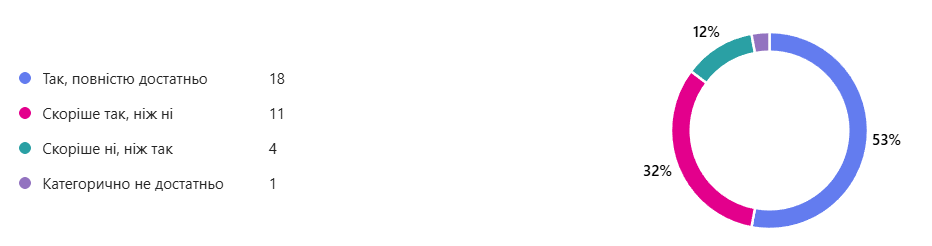 Так, повністю достатньо 18
Скоріше так, ніж ні 11
Скоріше ні, ніж так 4
Категорично не достатньо 1
12%
53%
32%